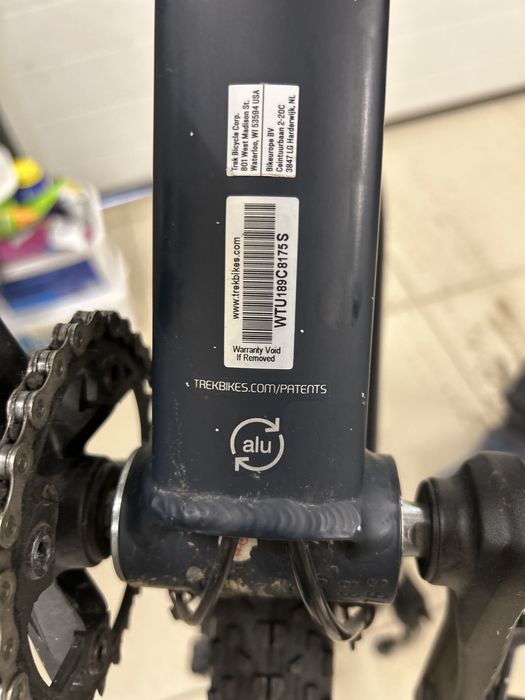 Trek Bicycle Corp.
801 West Madison St.
Waterloo, WI 53594 USA
Bikeurope BV
Ceintuurbaan 2-20C
3847 LG Harderwijk, NL
www.trekbikes.com
WTU189C8175S
Warranty Void
If Removed
TREKBIKES.COM/PATENTS
alu